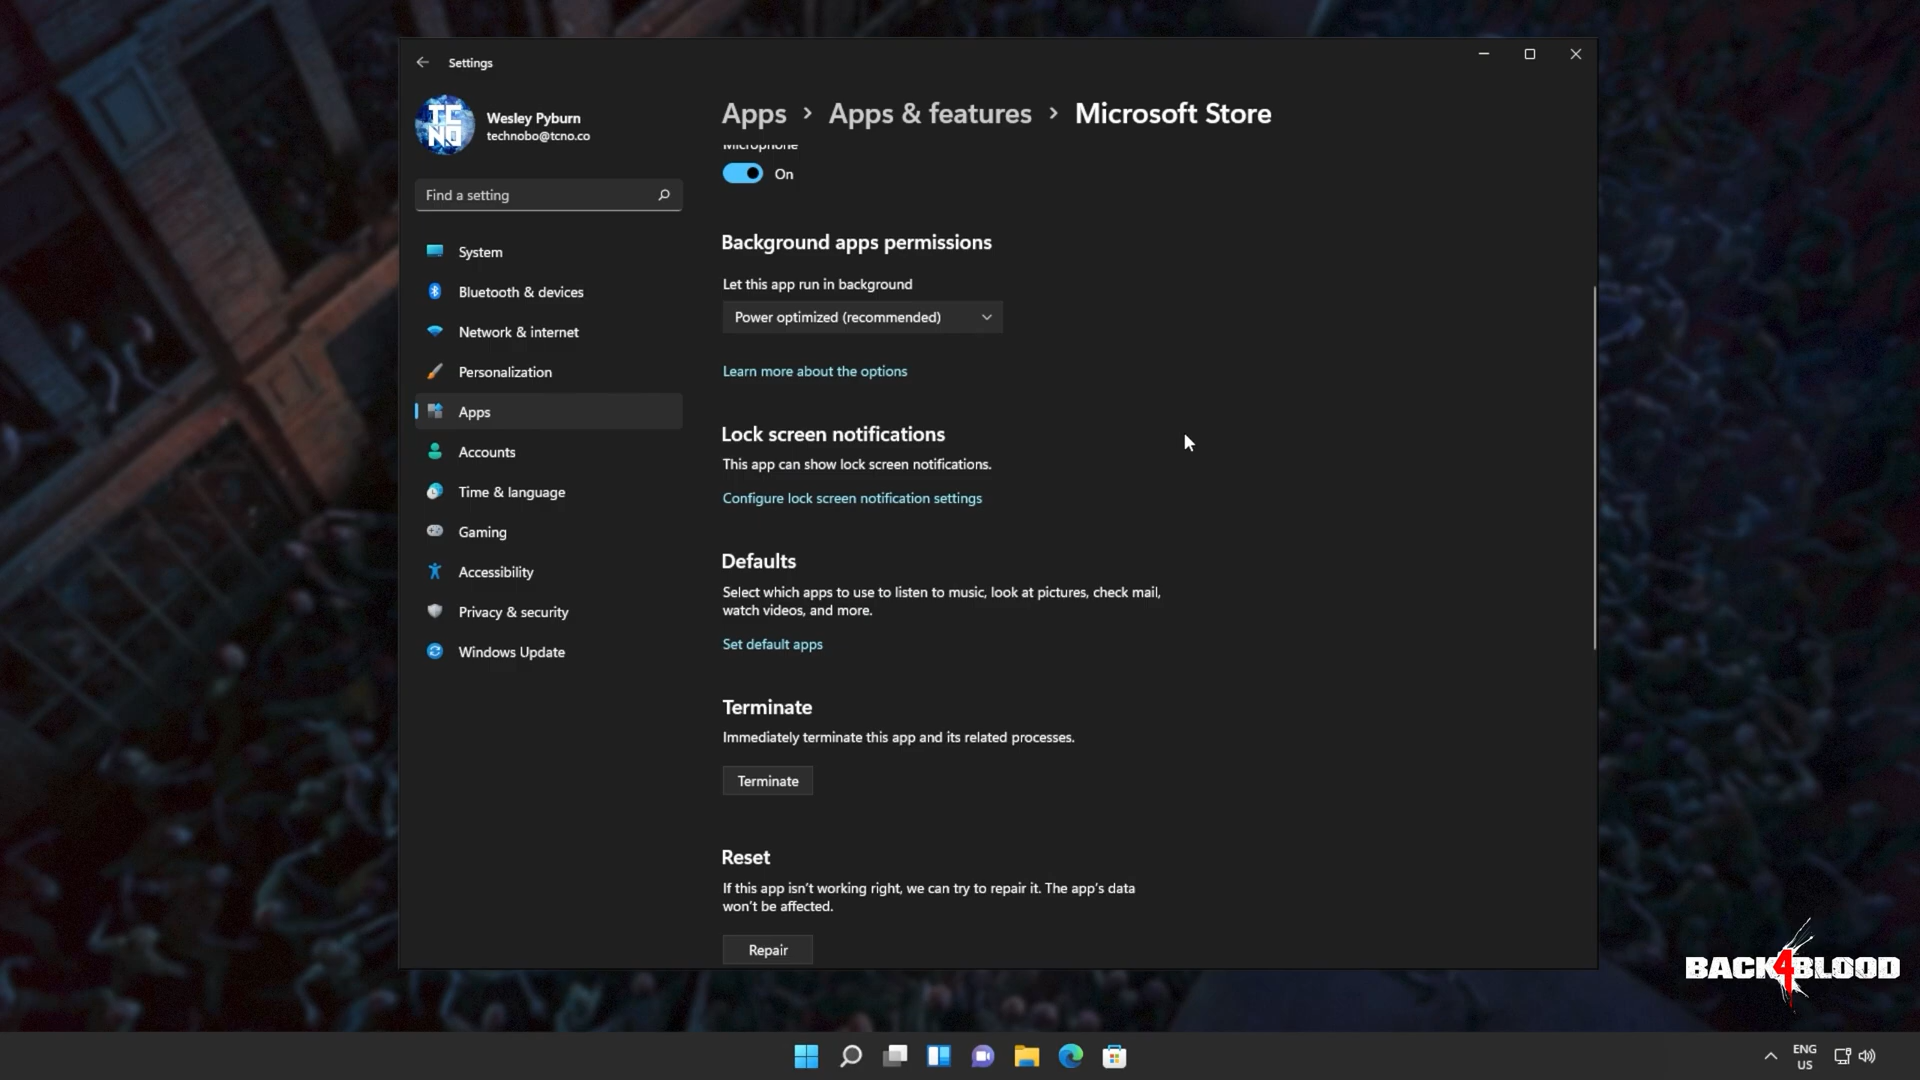 Settings
Wesley Pyburn
technobo@tcno.co
Find a setting
System
Bluetooth & devices
Network & internet
Personalization
Apps
Accounts
Time & language
Gaming
Accessibility
Privacy & security
Windows Update
Apps > Apps & features > Microsoft Store
Microphone
On
Background apps permissions
Let this app run in background
Power optimized (recommended)
Learn more about the options
Lock screen notifications
This app can show lock screen notifications.
Configure lock screen notification settings
Defaults
Select which apps to use to listen to music, look at pictures, check mail,
watch videos, and more.
Set default apps
Terminate
Immediately terminate this app and its related processes.
Terminate
Reset
If this app isn't working right, we can try to repair it. The app's data
won't be affected.
Repair
BACK 4 BLOOD
ENG
US
TC
NO